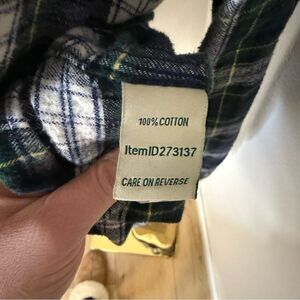 100% COTTON
ItemID273137
CARE ON REVERSE